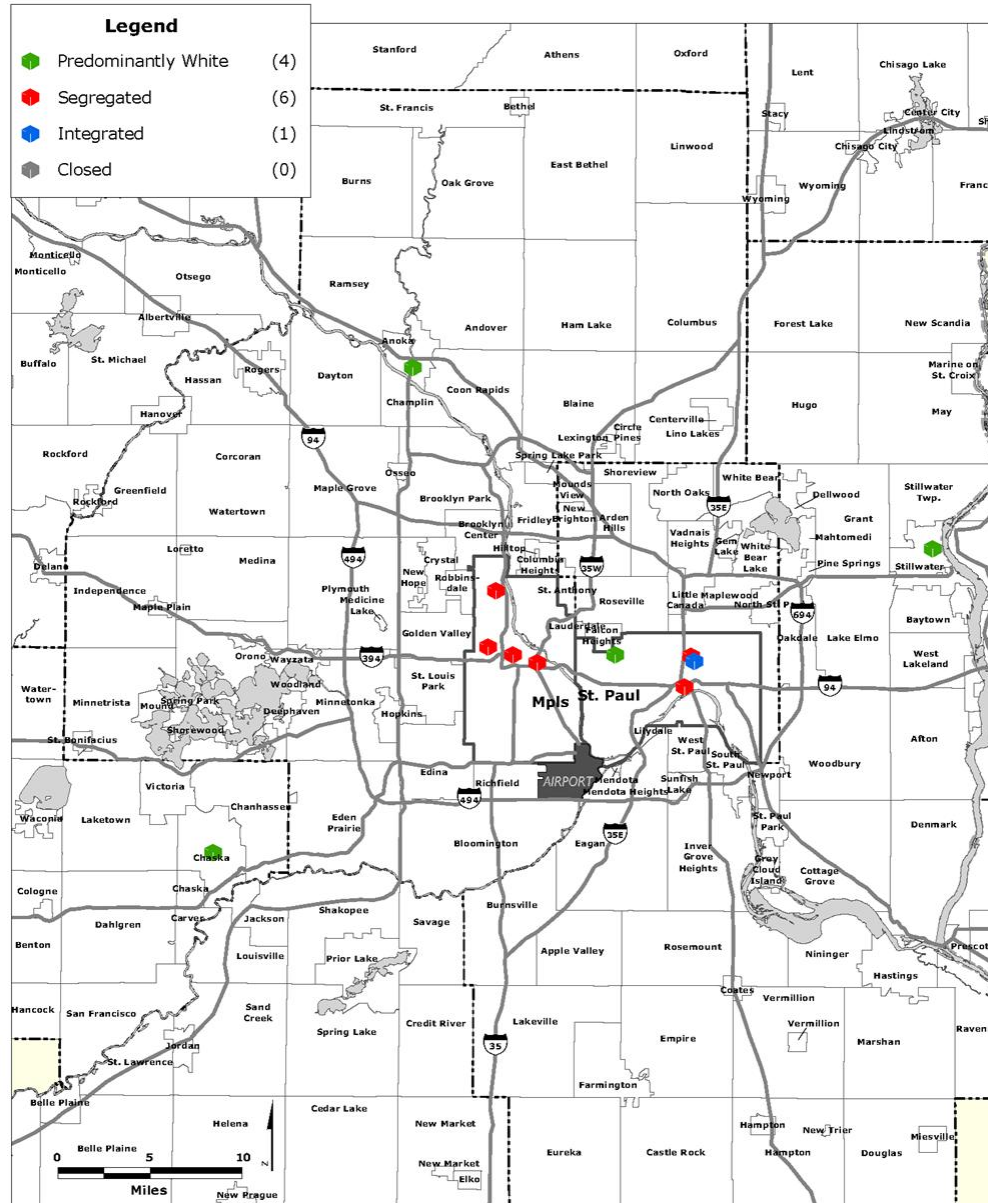 Legend
Predominantly White (4)
Segregated (6)
Integrated (1)
Closed (0)
Stanford
Athens
Oxford
Lent
Chisago Lake
St. Francis
Bethel
Stacy
Center City
Lindstrom
Chisago City
Linwood
East Bethel
Burns
Oak Grove
Wyoming
Wyoming
Franc
Monticello
Monticello
Otsego
Ramsey
Albertville
Andover
Ham Lake
Columbus
Forest Lake
New Scandia
Anoka
Buffalo
St. Michael
Rogers
Hassan
Dayton
Marine on
St. Croix
Coon Rapids
Champlin
Blaine
Hugo
May
Hanover
Centerville
Circle
Lexington Pines
Lino Lakes
94
Rockford
Corcoran
Spring Lake Park
Osseo
Maple Grove
Mounds
View
Shoreview
White Bear
North Oaks
Dellwood
Stillwater
Twp.
Greenfield
Rockford
Brooklyn Park
New
Brighton
35E
Grant
Watertown
Brooklyn
Center
Fridley
Arden
Hills
Vadnais
Heights
Gem
Lake
White
Bear
Lake
Mahtomedi
Loretto
Medina
494
Hilltop
Columbia
Heights
35W
Pine Springs
Stillwater
Delano
Crystal
New
Hope
Robbins-
dale
Independence
Plymouth
Medicine
Lake
St. Anthony
Roseville
Little
Canada
Maplewood
North St. P
694
Maple Plain
Baytown
Golden Valley
Lauderdale
Falcon
Heights
Oakdale
Lake Elmo
Orono
Wayzata
394
West
Lakeland
Water-
town
Minnetrista
Mound
Spring Park
Woodland
Deephaven
Minnetonka
St. Louis
Park
Hopkins
Mpls
St. Paul
94
Shorewood
St. Bonifacius
Lilydale
West
St. Paul
South
St. Paul
Afton
Woodbury
Edina
Richfield
AIRPORT
Mendota
Mendota Heights
Sunfish
Lake
Newport
Victoria
Chanhassen
494
Waconia
Laketown
Eden
Prairie
35E
St. Paul
Park
Denmark
Bloomington
Eagan
Inver
Grove
Heights
Grey
Cloud
Island
Cottage
Grove
Chaska
Chaska
Cologne
Carver
Jackson
Shakopee
Burnsville
Dahlgren
Savage
Benton
Louisville
Prior Lake
Apple Valley
Rosemount
Nininger
Prescot
Hastings
Coates
Vermillion
Hancock
San Francisco
Sand
Creek
Spring Lake
Credit River
Lakeville
Vermillion
Raven
Jordan
35
Empire
Marshan
St. Lawrence
Farmington
Belle Plaine
Cedar Lake
Helena
New Market
Hampton
New Trier
Miesville
Belle Plaine
Eureka
Castle Rock
Hampton
Douglas
0 5 10
Miles
N
New Market
Elko
New Prague